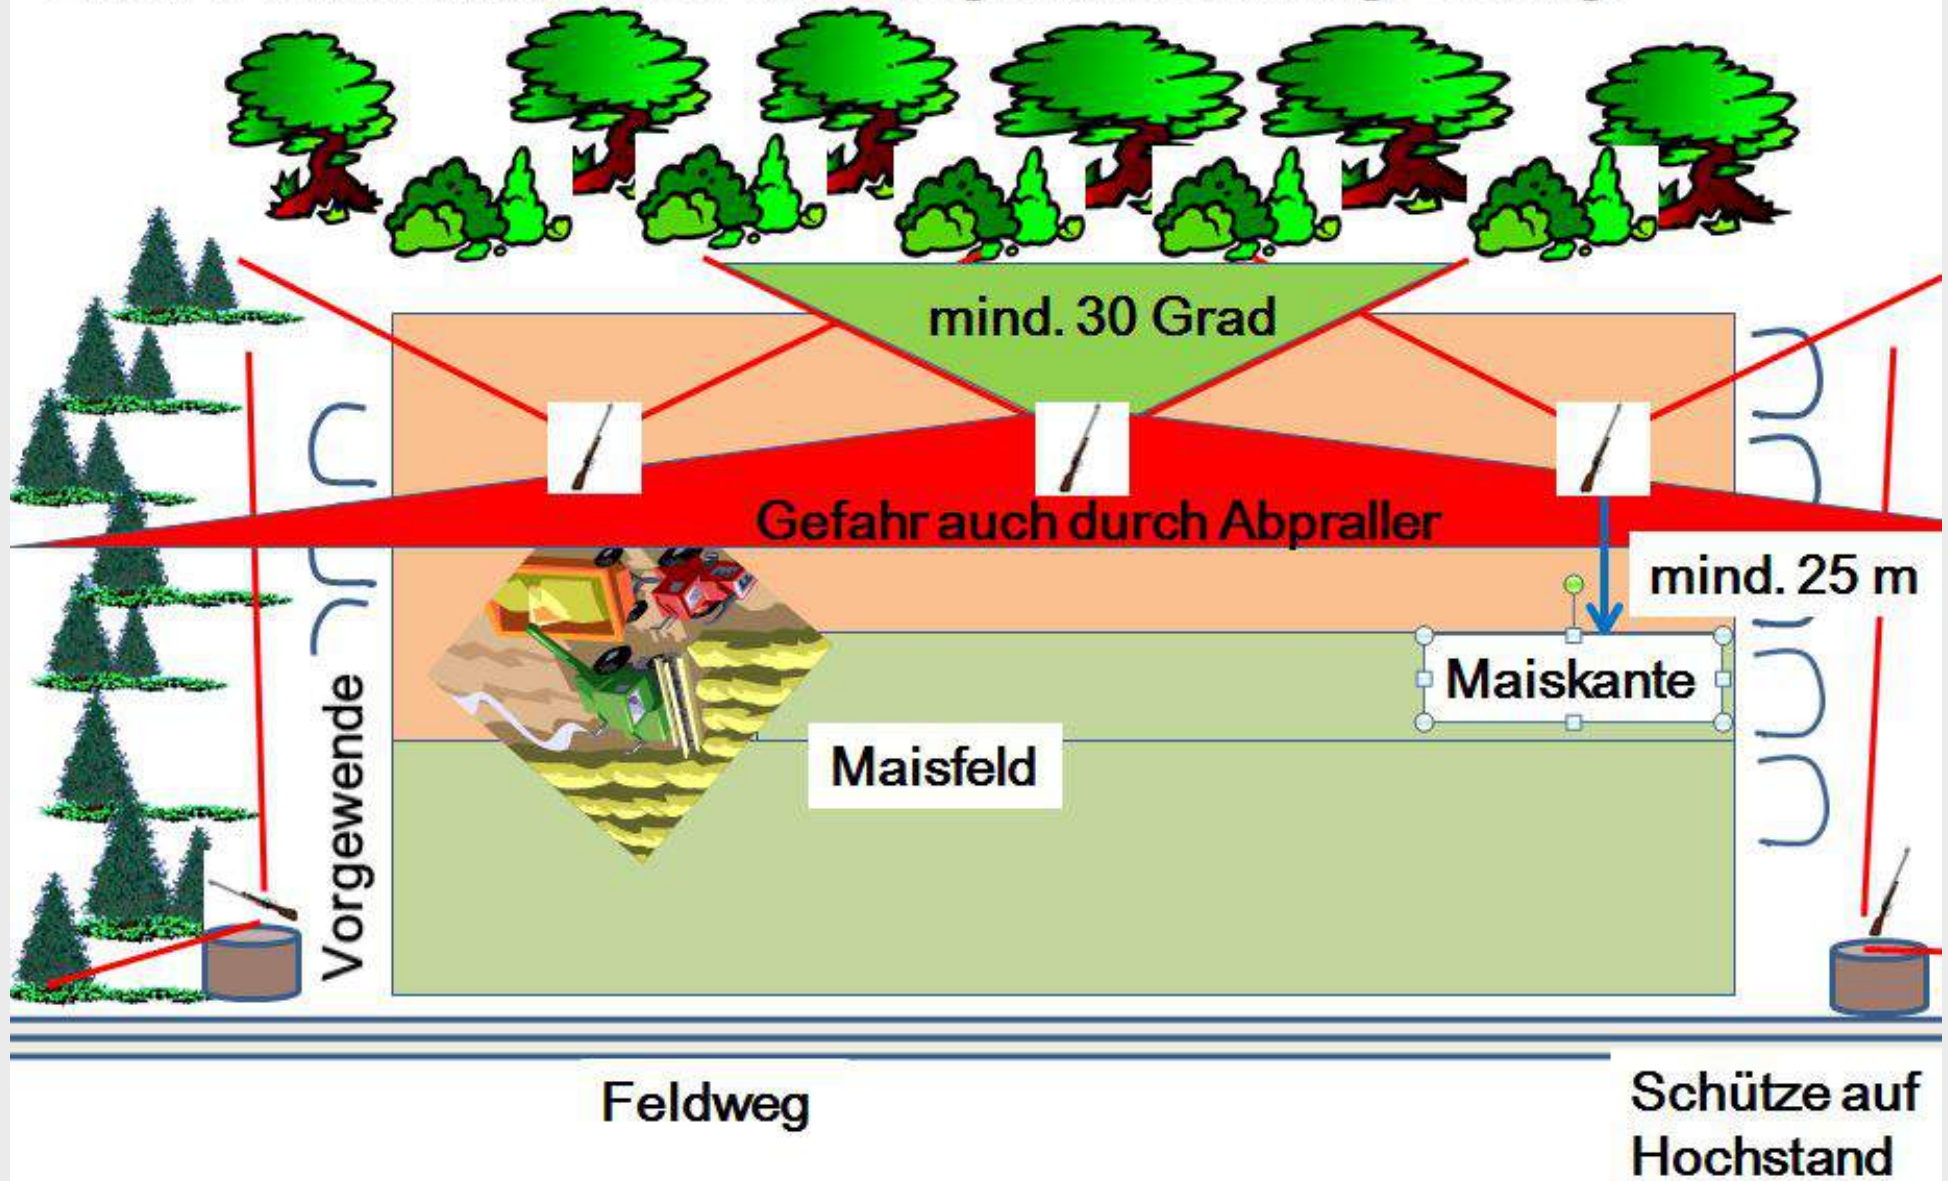 mind. 30 Grad
Gefahr auch durch Abpraller
mind. 25 m
Maiskante
Maisfeld
Vorgewende
Feldweg
Schütze auf
Hochstand